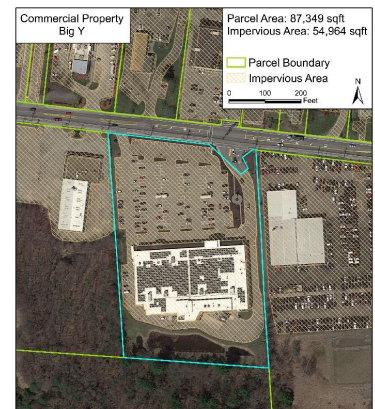 Commercial Property
Big Y
Parcel Area: 87,349 sqft
Impervious Area: 54,964 sqft
Parcel Boundary
Impervious Area
N
0 100 200
Feet